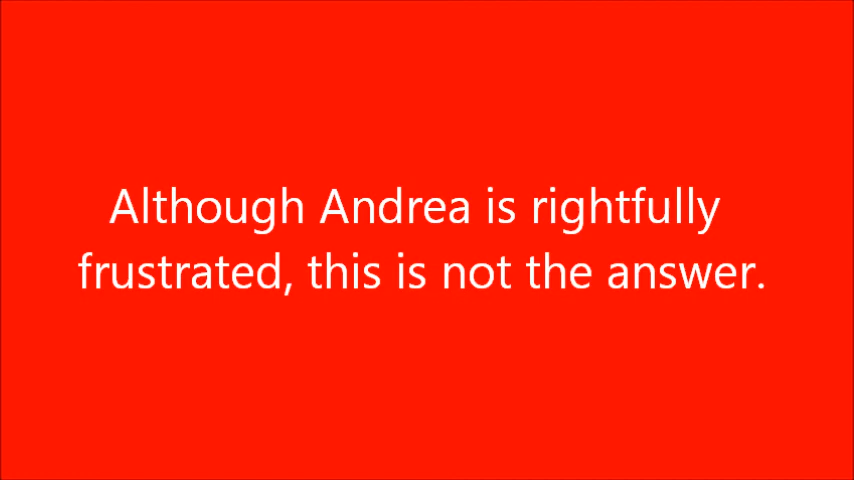 Although Andrea is rightfully
frustrated, this is not the answer.